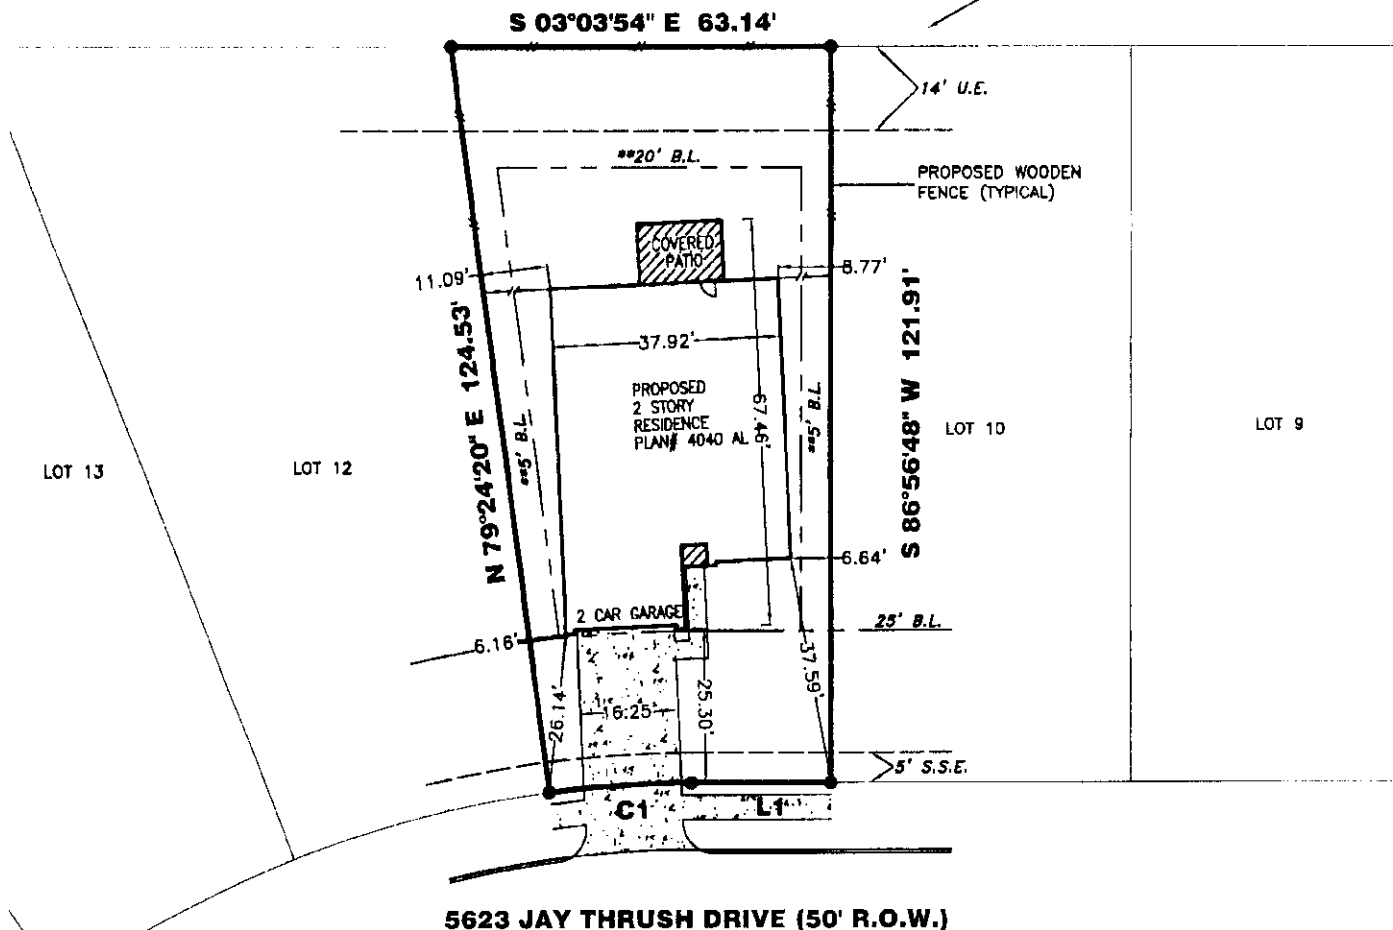 S 03°03'54" E 63.14'
14' U.E.
**20' B.L.
PROPOSED WOODEN
FENCE (TYPICAL)
COVERED
PATIO
11.09'
8.77'
37.92'
N 79°24'20" E 124.53'
S 86°56'48" W 121.91'
PROPOSED
2 STORY
RESIDENCE
PLAN# 4040 AL
67.46'
**5' B.L.
**5' B.L.
LOT 13
LOT 12
LOT 10
LOT 9
6.64'
2 CAR GARAGE
25' B.L.
6.16'
26.14'
16.25'
25.30'
37.59'
5' S.S.E.
C1
L1
5623 JAY THRUSH DRIVE (50' R.O.W.)